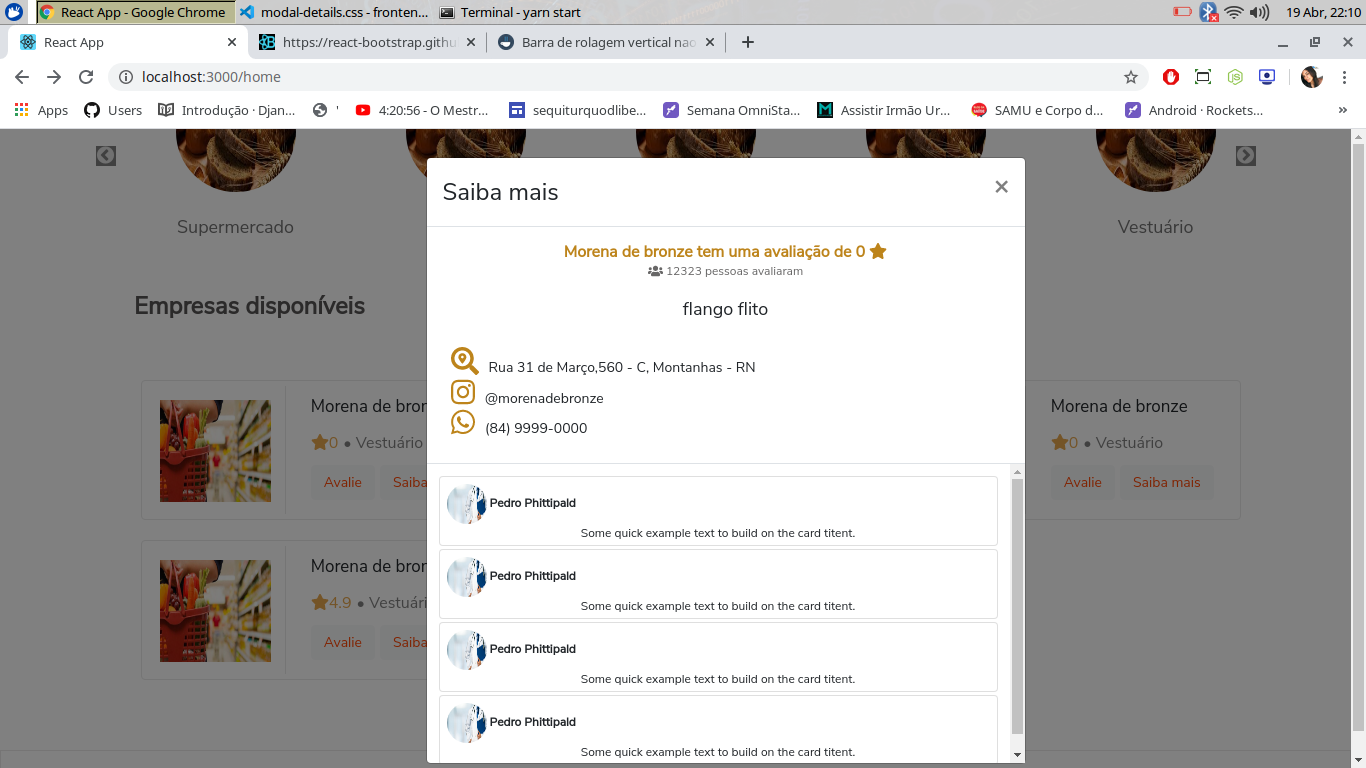 React App - Google Chrome
modal-details.css - fronten...
Terminal - yarn start
19 Abr, 22:10
React App
https://react-bootstrap.githu
Barra de rolagem vertical nao
localhost:3000/home
Apps
Users
Introdução · Djan...
'
4:20:56 - O Mestr...
sequiturquodlibe...
Semana OmniSta...
Assistir Irmão Ur...
SAMU e Corpo d...
Android · Rockets...
»
Supermercado
Vestuário
Empresas disponíveis
Saiba mais
×
Morena de bronze tem uma avaliação de 0
12323 pessoas avaliaram
flango flito
Rua 31 de Março,560 - C, Montanhas - RN
@morenadebronze
(84) 9999-0000
Pedro Phittipald
Some quick example text to build on the card titent.
Pedro Phittipald
Some quick example text to build on the card titent.
Pedro Phittipald
Some quick example text to build on the card titent.
Pedro Phittipald
Some quick example text to build on the card titent.
Morena de bron
0 • Vestuário
Avalie
Saiba
Morena de bronze
0 • Vestuário
Avalie
Saiba mais
Morena de bron
4.9 • Vestuári
Avalie
Saiba